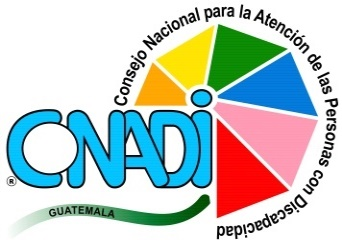 Consejo Nacional para la Atención de las Personas con Discapacidad
CNADI
®
GUATEMALA